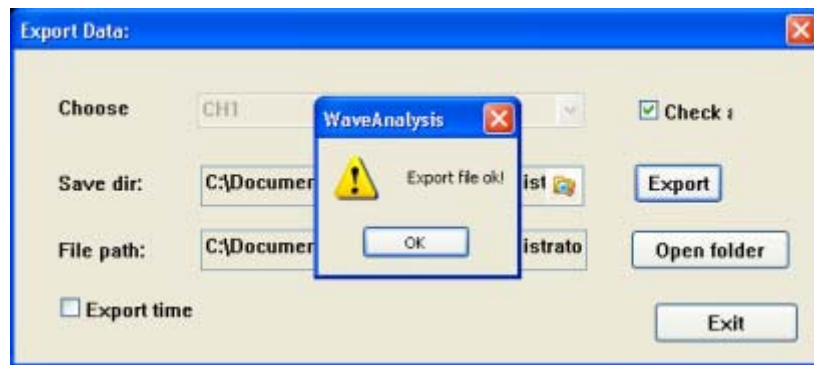 Export Data:
Choose CH1 Check a
WaveAnalysis
Export file ok!
Save dir: C:\Documer ist Export
OK
File path: C:\Documer istrato Open folder
Export time
Exit